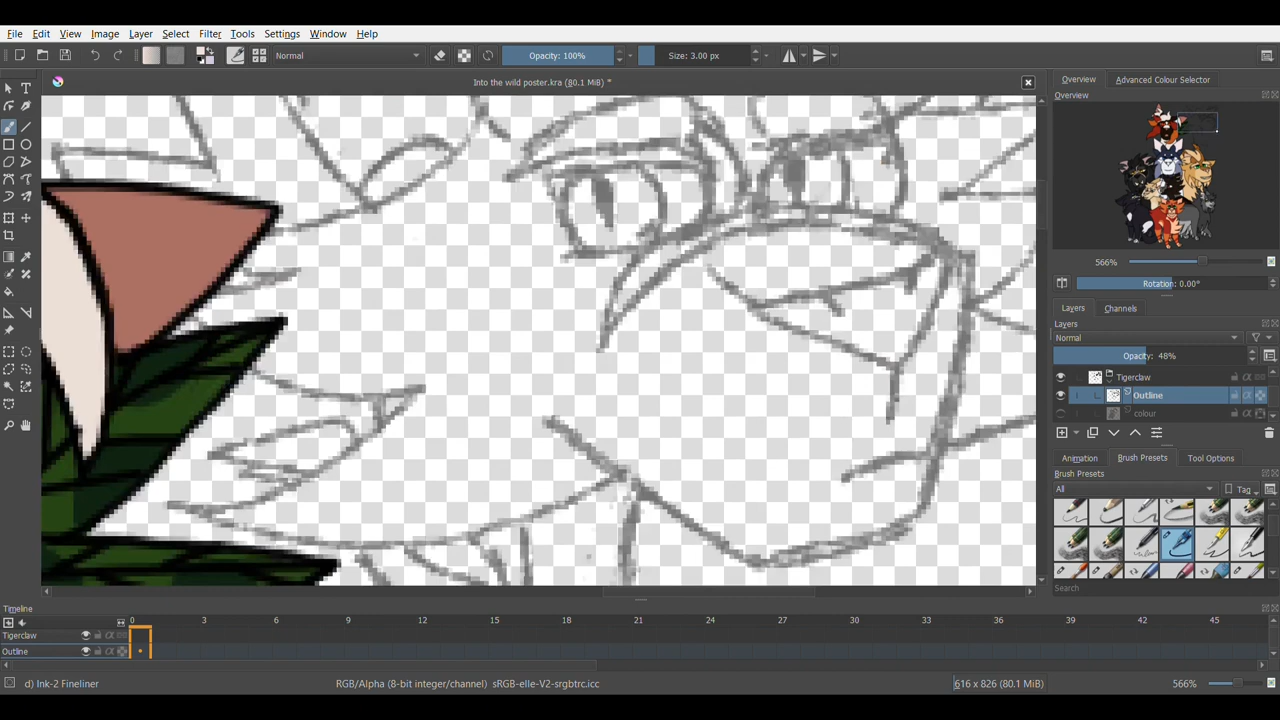 File Edit View Image Layer Select Filter Tools Settings Window Help
Normal Opacity: 100% Size: 3.00 px
Into the wild poster.kra (80.1 MiB) *
Overview Advanced Colour Selector
Overview
566%
Rotation: 0.00°
Layers Channels
Layers
Normal
Opacity: 48%
Tigerclaw
Outline
colour
Animation Brush Presets Tool Options
Brush Presets
All Tag
Search
Timeline
0 3 6 9 12 15 18 21 24 27 30 33 36 39 42 45
Tigerclaw
Outline
d) Ink-2 Fineliner RGB/Alpha (8-bit integer/channel) sRGB-elle-V2-srgbtrc.icc 616 x 826 (80.1 MiB) 566%